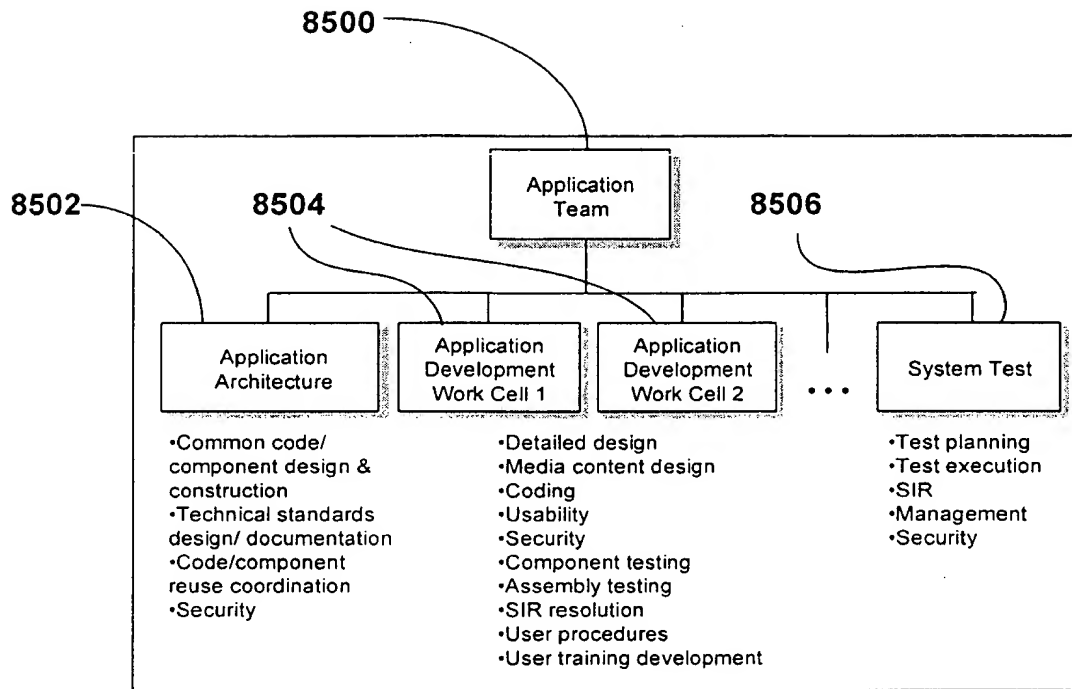 8500
Application
Team
8502
8504
8506
Application
Architecture
Application
Development
Work Cell 1
Application
Development
Work Cell 2
•••
System Test
•Common code/
component design &
construction
•Technical standards
design/ documentation
•Code/component
reuse coordination
•Security
•Detailed design
•Media content design
•Coding
•Usability
•Security
•Component testing
•Assembly testing
•SIR resolution
•User procedures
•User training development
•Test planning
•Test execution
•SIR
•Management
•Security